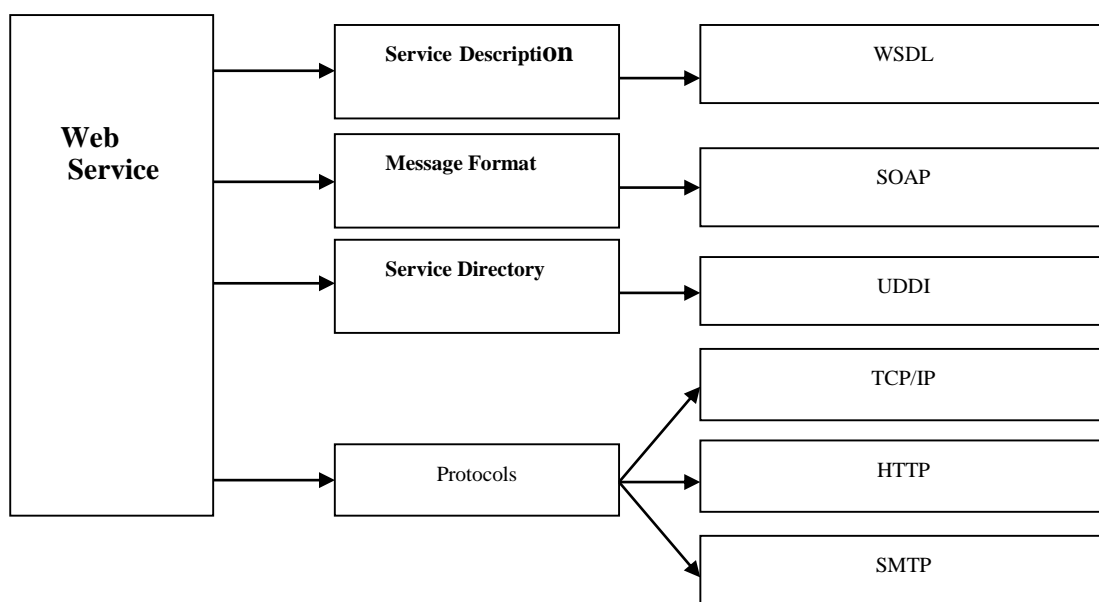 Service Description
WSDL
Web
Service
Message Format
SOAP
Service Directory
UDDI
TCP/IP
Protocols
HTTP
SMTP